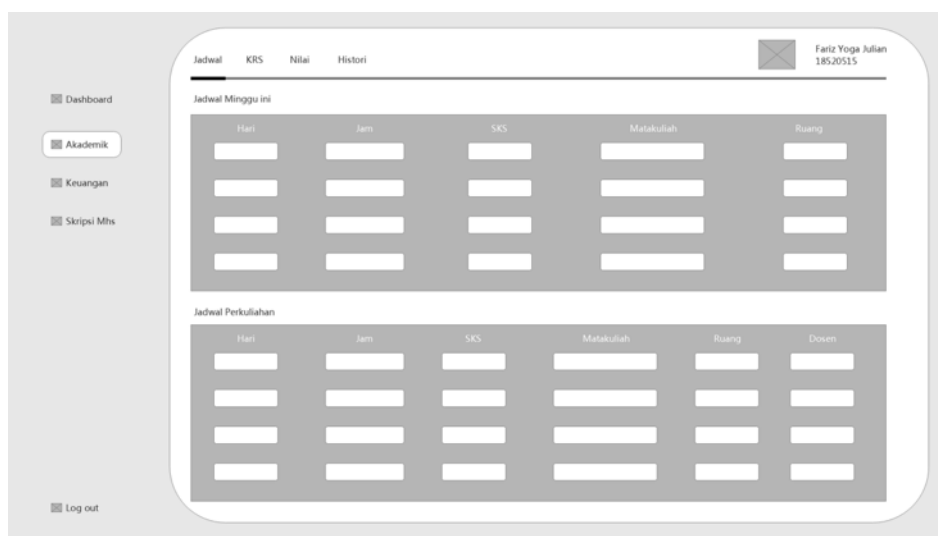 Jadwal KRS Nilai Histori
Fariz Yoga Julian
18520515
Dashboard
Akademik
Keuangan
Skripsi Mhs
Log out
Jadwal Minggu ini
Hari Jam SKS Matakuliah Ruang
Jadwal Perkuliahan
Hari Jam SKS Matakuliah Ruang Dosen